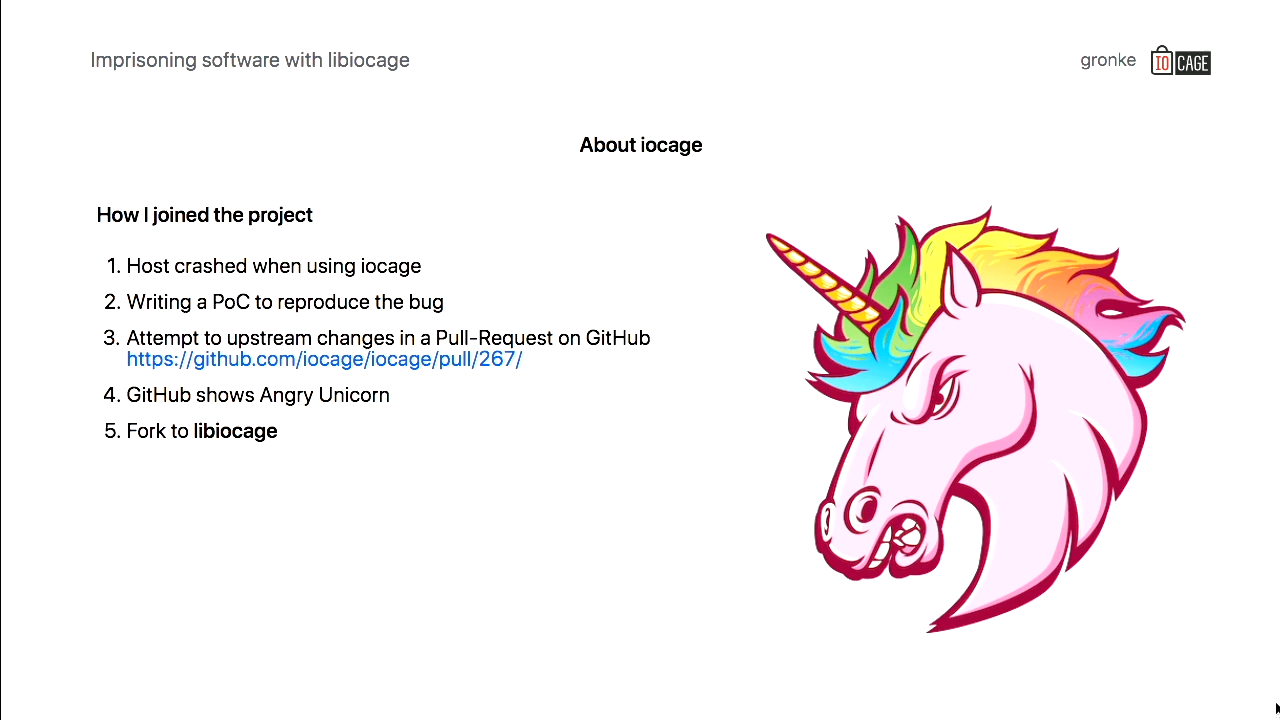 Imprisoning software with libiocage
gronke
IO CAGE
About iocage
How I joined the project
1. Host crashed when using iocage
2. Writing a PoC to reproduce the bug
3. Attempt to upstream changes in a Pull-Request on GitHub
https://github.com/iocage/iocage/pull/267/
4. GitHub shows Angry Unicorn
5. Fork to libiocage